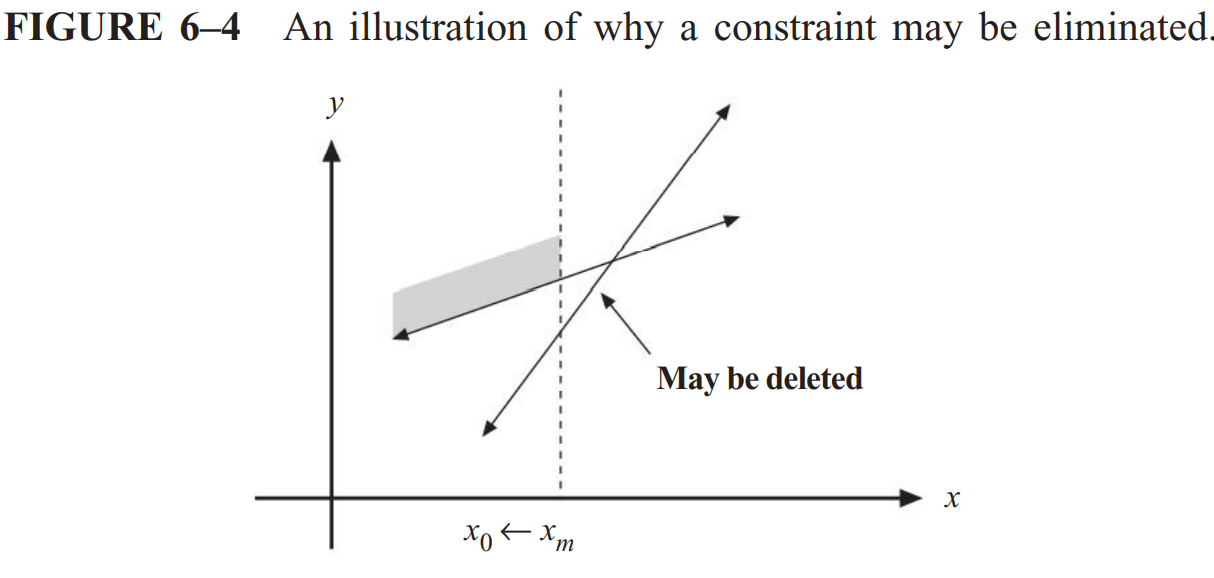 FIGURE 6–4 An illustration of why a constraint may be eliminated.
y
May be deleted
x
x₀ ← xₘ